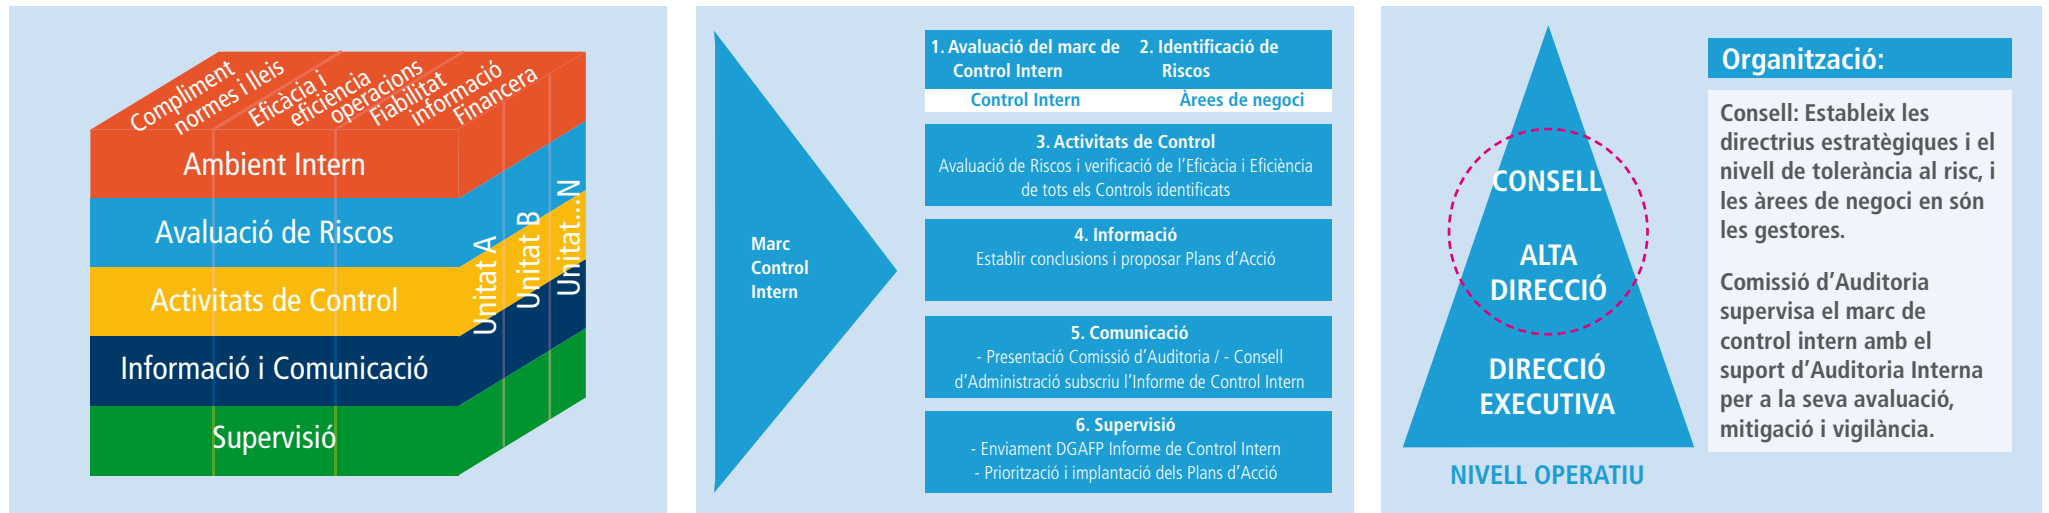 Compliment
normes i lleis
Eficàcia i
eficiència
operacions
Fiabilitat
informació
Financera
Ambient Intern
Avaluació de Riscos
Activitats de Control
Informació i Comunicació
Supervisió
Unitat A
Unitat B
Unitat...N
Marc
Control
Intern
1. Avaluació del marc de
Control Intern
2. Identificació de
Riscos
Control Intern
Àrees de negoci
3. Activitats de Control
Avaluació de Riscos i verificació de l’Eficàcia i Eficiència
de tots els Controls identificats
4. Informació
Establir conclusions i proposar Plans d’Acció
5. Comunicació
- Presentació Comissió d’Auditoria / - Consell
d’Administració subscriu l’Informe de Control Intern
6. Supervisió
- Enviament DGAFP Informe de Control Intern
- Priorització i implantació dels Plans d’Acció
CONSELL
ALTA
DIRECCIÓ
DIRECCIÓ
EXECUTIVA
NIVELL OPERATIU
Organització:
Consell: Estableix les
directrius estratègiques i el
nivell de tolerància al risc, i
les àrees de negoci en són
les gestores.
Comissió d’Auditoria
supervisa el marc de
control intern amb el
suport d’Auditoria Interna
per a la seva avaluació,
mitigació i vigilància.